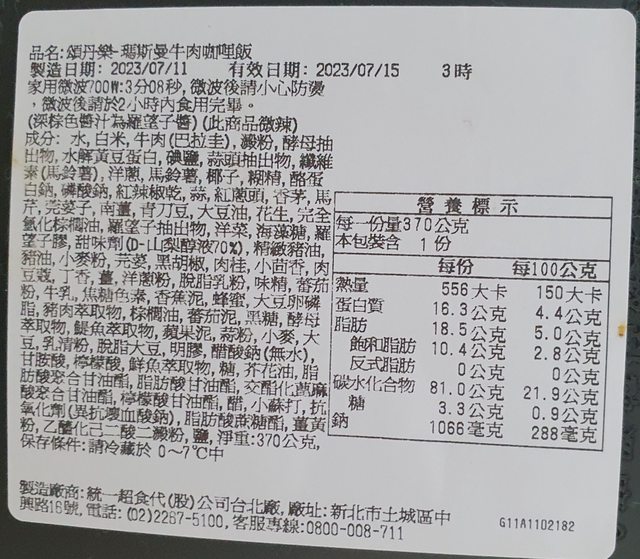 品名:頌丹樂-瑪斯曼牛肉咖哩飯
製造日期: 2023/07/11 有效日期: 2023/07/15 3時
家用微波700W:3分08秒,微波後請小心防燙
,微波後請於2小時內食用完畢。
(深棕色醬汁為羅望子醬)(此商品微辣)
成分: 水,白米,牛肉(巴拉圭),澱粉,酵母抽
出物,水解黃豆蛋白,碘鹽,蒜頭抽出物,纖維
素(馬鈴薯),洋蔥,馬鈴薯,椰子,糊精,酪蛋
白鈉,磷酸鈉,紅辣椒乾,蒜,紅蔥頭,香茅,馬
芹,芫荽子,南薑,青刀豆,大豆油,花生,完全
氫化棕櫚油,羅望子抽出物,洋菜,海藻糖,羅
望子膠,甜味劑(D-山梨醇液70%),精緻豬油,
豬油,小麥粉,芫荽,黑胡椒,肉桂,小茴香,肉
豆蔻,丁香,薑,洋蔥粉,脫脂乳粉,味精,蕃茄
粉,牛乳,焦糖色素,香蕉泥,蜂蜜,大豆卵磷
脂,豬肉萃取物,棕櫚油,蕃茄泥,黑糖,酵母
萃取物,鯷魚萃取物,蘋果泥,蒜粉,小麥,大
豆,乳清粉,脫脂大豆,明膠,醋酸鈉(無水),
甘胺酸,檸檬酸,鮮魚萃取物,糖,芥花油,脂
肪酸聚合甘油酯,脂肪酸甘油酯,交酯化蓖麻
酸聚合甘油酯,檸檬酸甘油酯,醋,小蘇打,抗
氧化劑(異抗壞血酸鈉),脂肪酸蔗糖酯,薑黃
粉,乙醯化己二酸二澱粉,鹽,淨重:370公克,
保存條件:請冷藏於 0~7℃中
營養標示
每一份量370公克
本包裝含 1 份
每份 每100公克
熱量 556大卡 150大卡
蛋白質 16.3公克 4.4公克
脂肪 18.5公克 5.0公克
飽和脂肪 10.4公克 2.8公克
反式脂肪 0公克 0公克
碳水化合物 81.0公克 21.9公克
糖 3.3公克 0.9公克
鈉 1066毫克 288毫克
製造廠商:統一超食代(股)公司台北廠,廠址:新北市土城區中
興路16號,電話:(02)2267-5100,客服專線:0800-008-711
G11A1102182